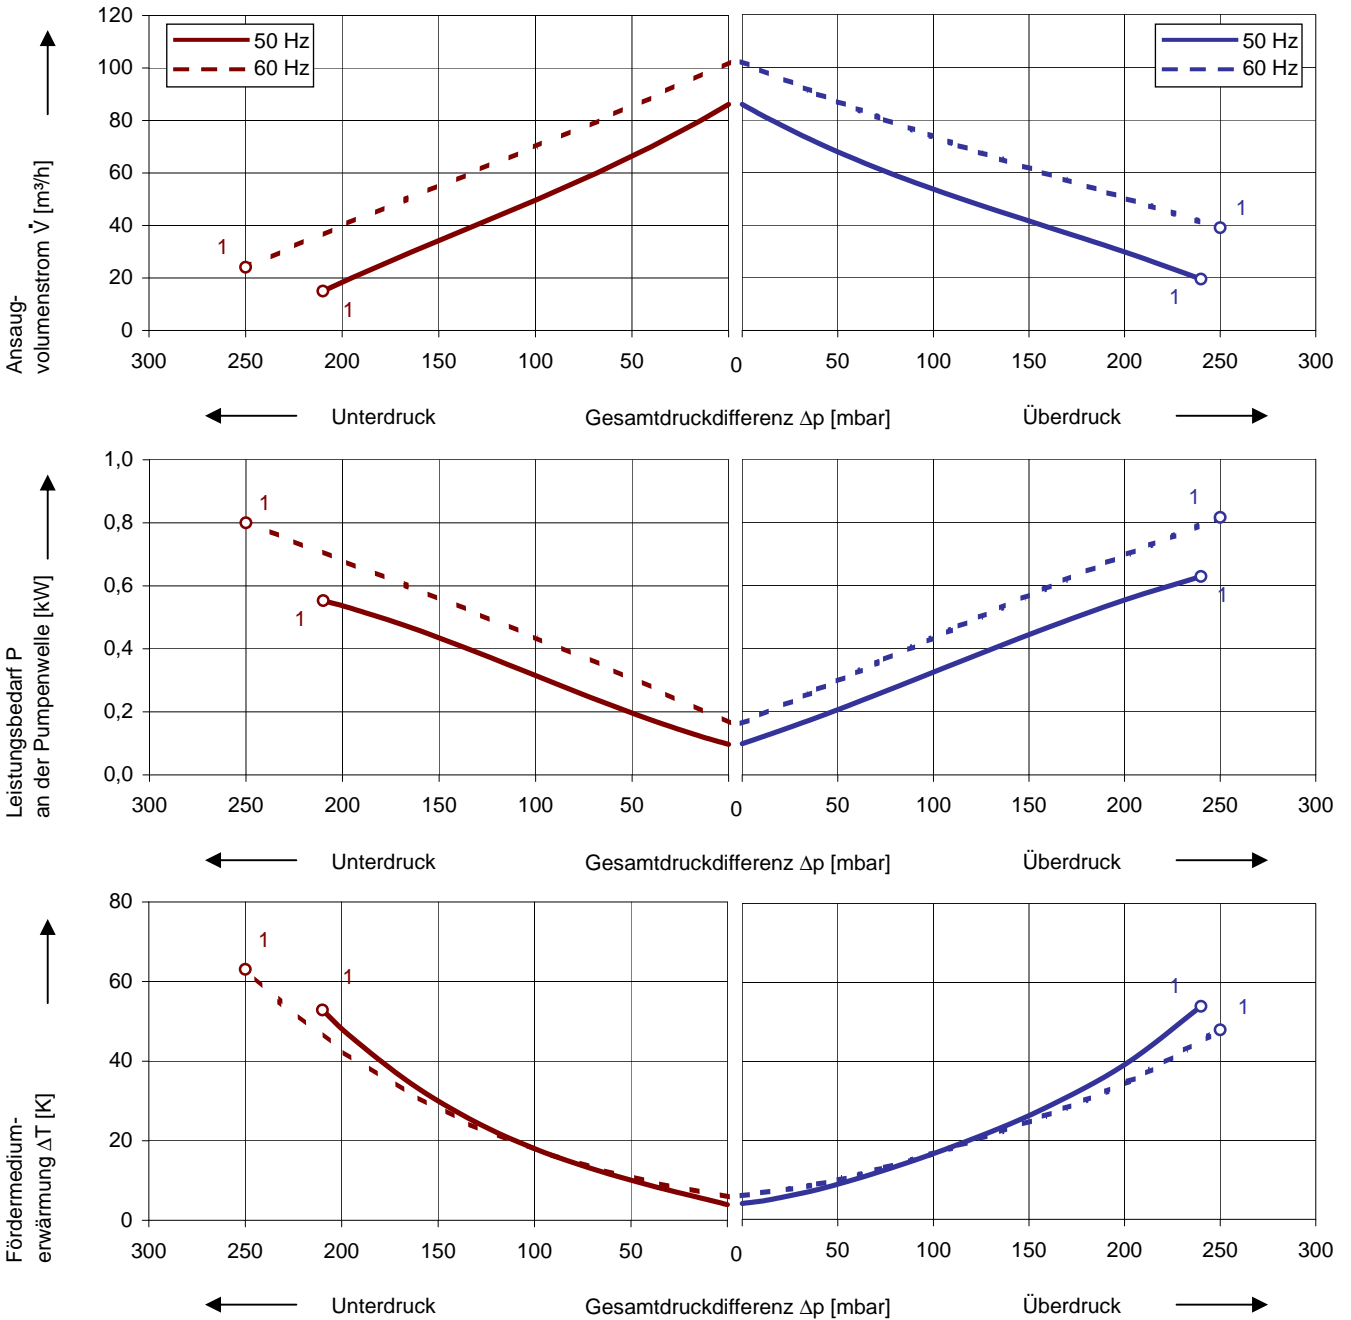 120
100
80
60
40
20
0
50 Hz
60 Hz
50 Hz
60 Hz
1
1
1
1
Ansaug-
volumenstrom V̇ [m³/h]
300 250 200 150 100 50 0 50 100 150 200 250 300
Unterdruck Gesamtdruckdifferenz Δp [mbar] Überdruck
1,0
0,8
0,6
0,4
0,2
0,0
1
1
1
1
Leistungsbedarf P
an der Pumpenwelle [kW]
300 250 200 150 100 50 0 50 100 150 200 250 300
Unterdruck Gesamtdruckdifferenz Δp [mbar] Überdruck
80
60
40
20
0
1
1
1
1
Fördermedium-
erwärmung ΔT [K]
300 250 200 150 100 50 0 50 100 150 200 250 300
Unterdruck Gesamtdruckdifferenz Δp [mbar] Überdruck